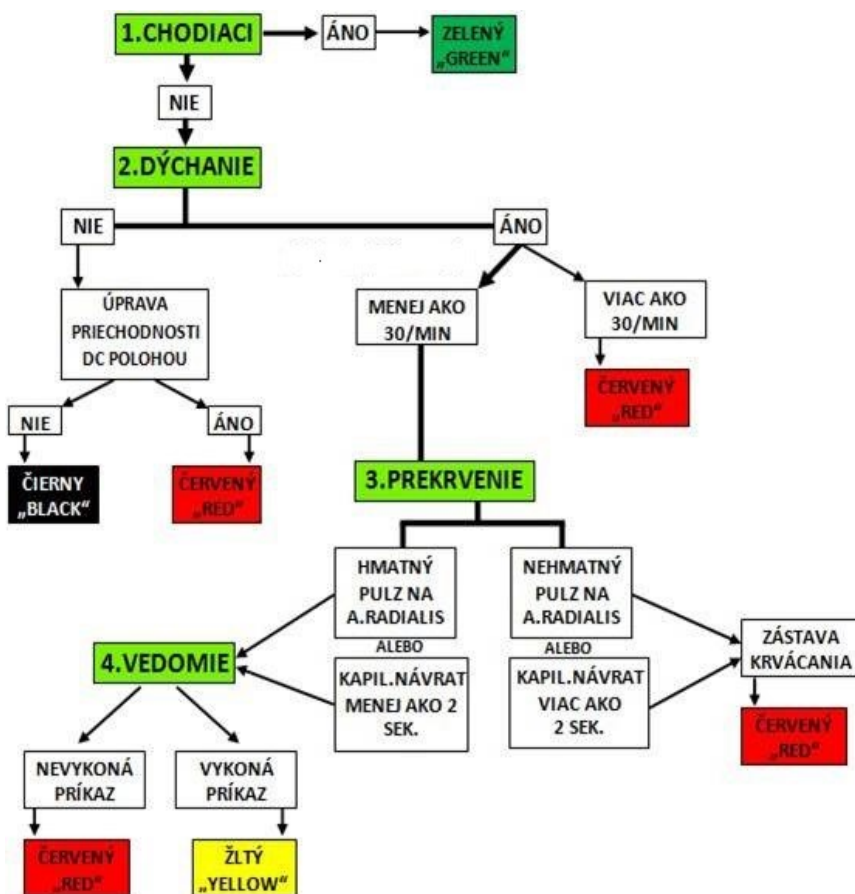 1.CHODIACI
ÁNO
ZELENÝ
„GREEN“
NIE
2.DÝCHANIE
NIE
ÁNO
ÚPRAVA
PRIECHODNOSTI
DC POLOHOU
MENEJ AKO
30/MIN
VIAC AKO
30/MIN
ČERVENÝ
„RED“
NIE
ÁNO
ČIERNY
„BLACK“
ČERVENÝ
„RED“
3.PREKRVENIE
HMATNÝ
PULZ NA
A.RADIALIS
ALEBO
KAPIL.NÁVRAT
MENEJ AKO 2
SEK.
NEHMATNÝ
PULZ NA
A.RADIALIS
ALEBO
KAPIL.NÁVRAT
VIAC AKO
2 SEK.
ZÁSTAVA
KRVÁCANIA
ČERVENÝ
„RED“
4.VEDOMIE
NEVYKONÁ
PRÍKAZ
VYKONÁ
PRÍKAZ
ČERVENÝ
„RED“
ŽLTÝ
„YELLOW“